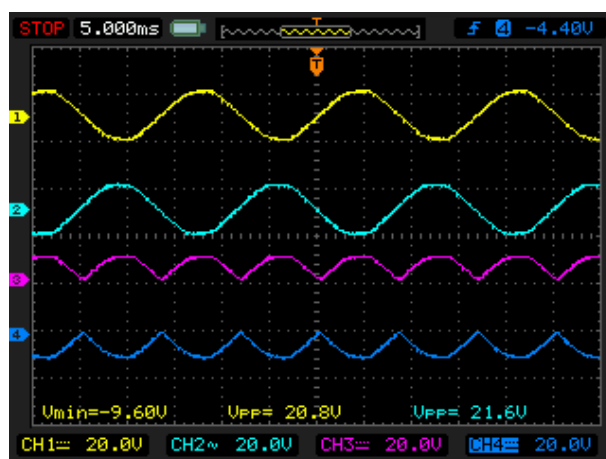 STOP 5.000ms T F 4 -4.40V
T
1
2
3
4
Vmin=-9.60V VPP= 20.8V VPP= 21.6V
CH1⎓ 20.0V CH2~ 20.0V CH3⎓ 20.0V CH4⎓ 20.0V